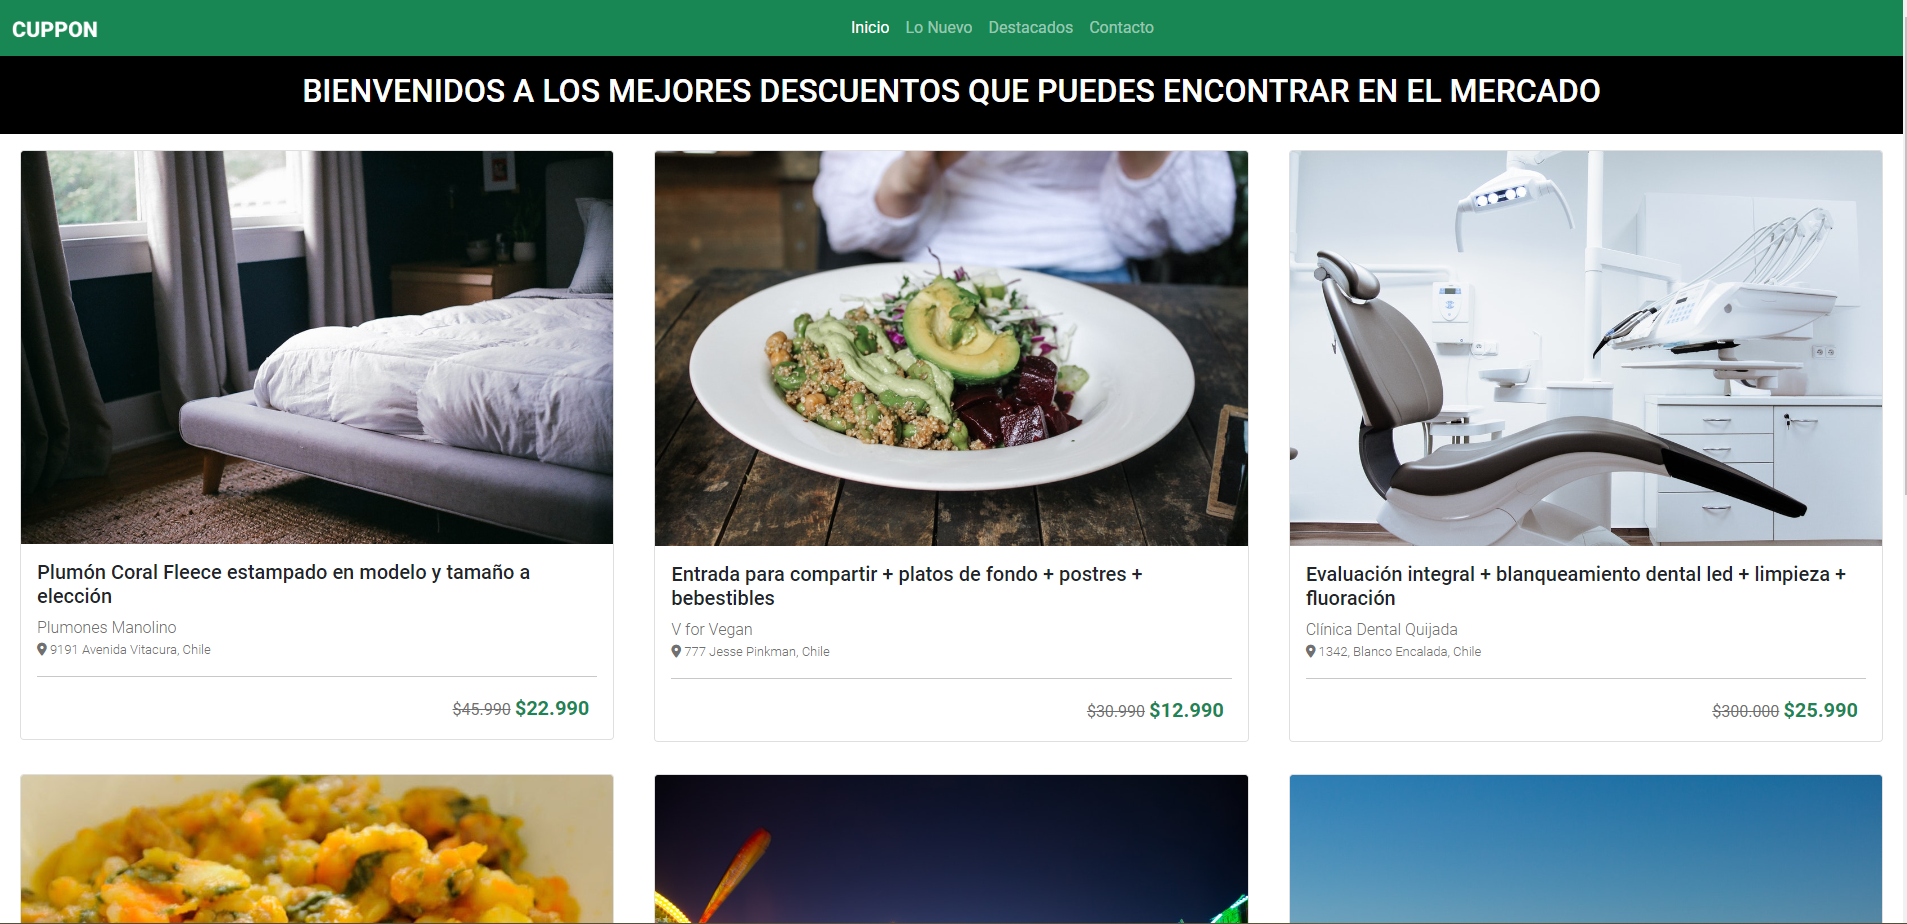 CUPPON
Inicio Lo Nuevo Destacados Contacto
BIENVENIDOS A LOS MEJORES DESCUENTOS QUE PUEDES ENCONTRAR EN EL MERCADO
Plumón Coral Fleece estampado en modelo y tamaño a
elección
Plumones Manolino
9191 Avenida Vitacura, Chile
$45.990 $22.990
Entrada para compartir + platos de fondo + postres +
bebestibles
V for Vegan
777 Jesse Pinkman, Chile
$30.990 $12.990
Evaluación integral + blanqueamiento dental led + limpieza +
fluoración
Clínica Dental Quijada
1342, Blanco Encalada, Chile
$300.000 $25.990